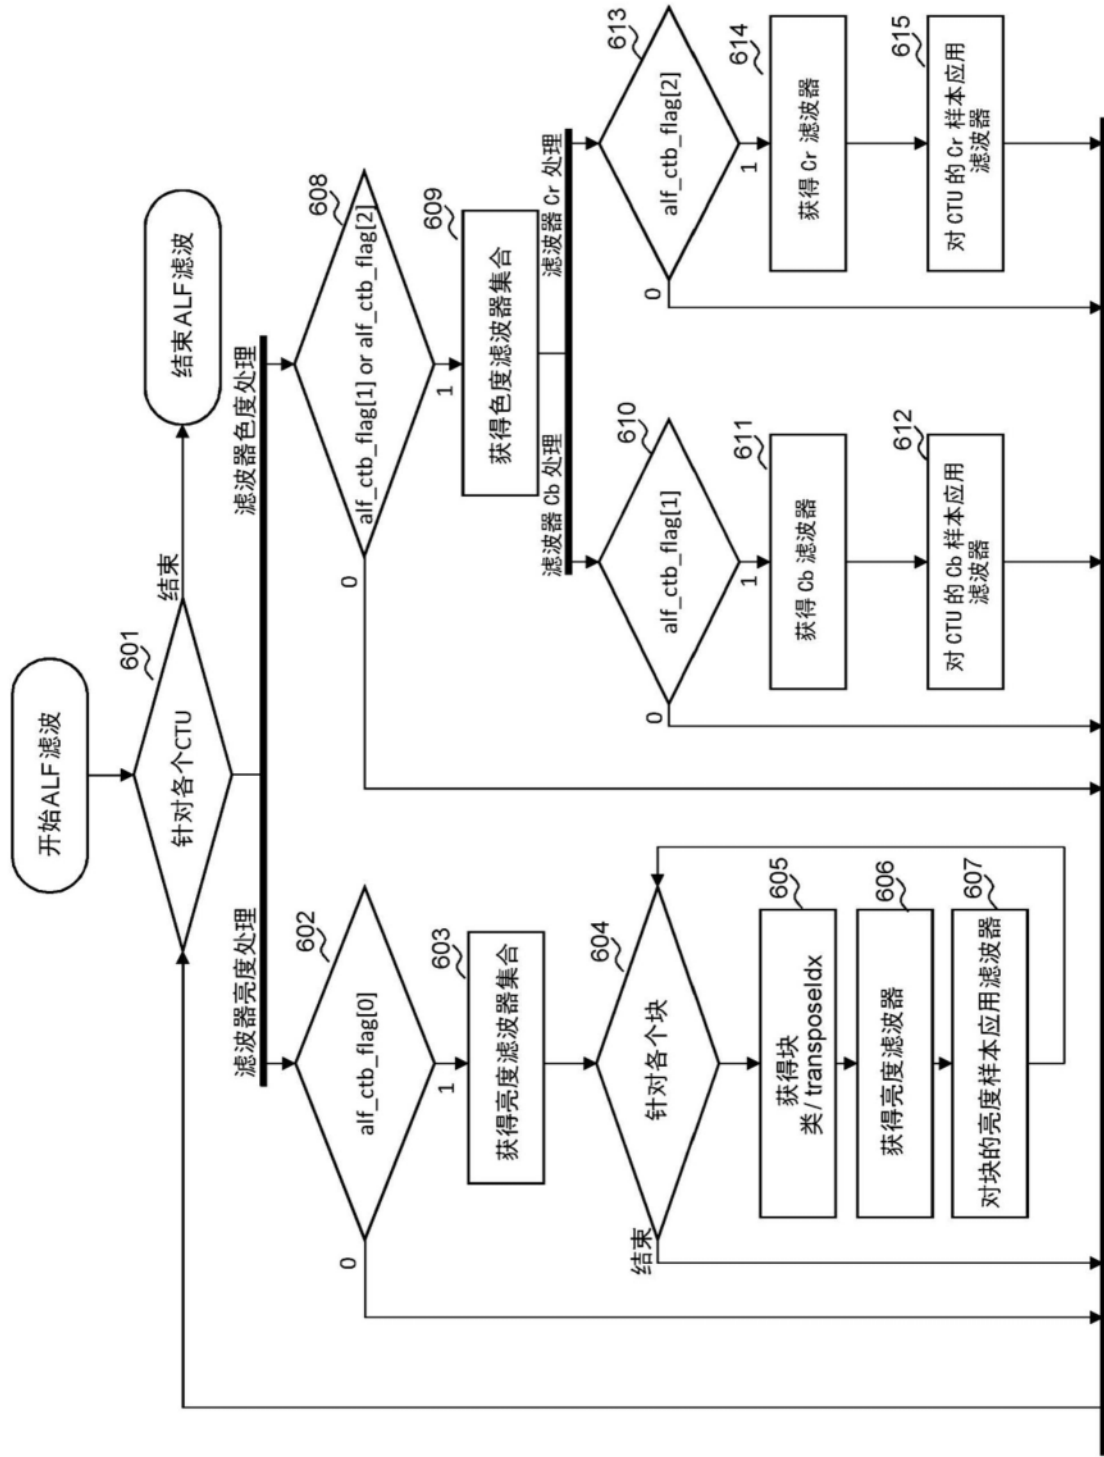 开始ALF滤波
601
针对各个CTU
结束
结束ALF滤波
滤波器亮度处理
滤波器色度处理
602
alf_ctb_flag[0]
0
1
603
获得亮度滤波器集合
604
针对各个块
结束
605
获得块
类/transposeIdx
606
获得亮度滤波器
607
对块的亮度样本应用滤波器
608
alf_ctb_flag[1] or alf_ctb_flag[2]
0
1
609
获得色度滤波器集合
滤波器 Cb 处理
滤波器 Cr 处理
610
alf_ctb_flag[1]
0
1
611
获得 Cb 滤波器
612
对 CTU 的 Cb 样本应用
滤波器
613
alf_ctb_flag[2]
0
1
614
获得 Cr 滤波器
615
对 CTU 的 Cr 样本应用
滤波器